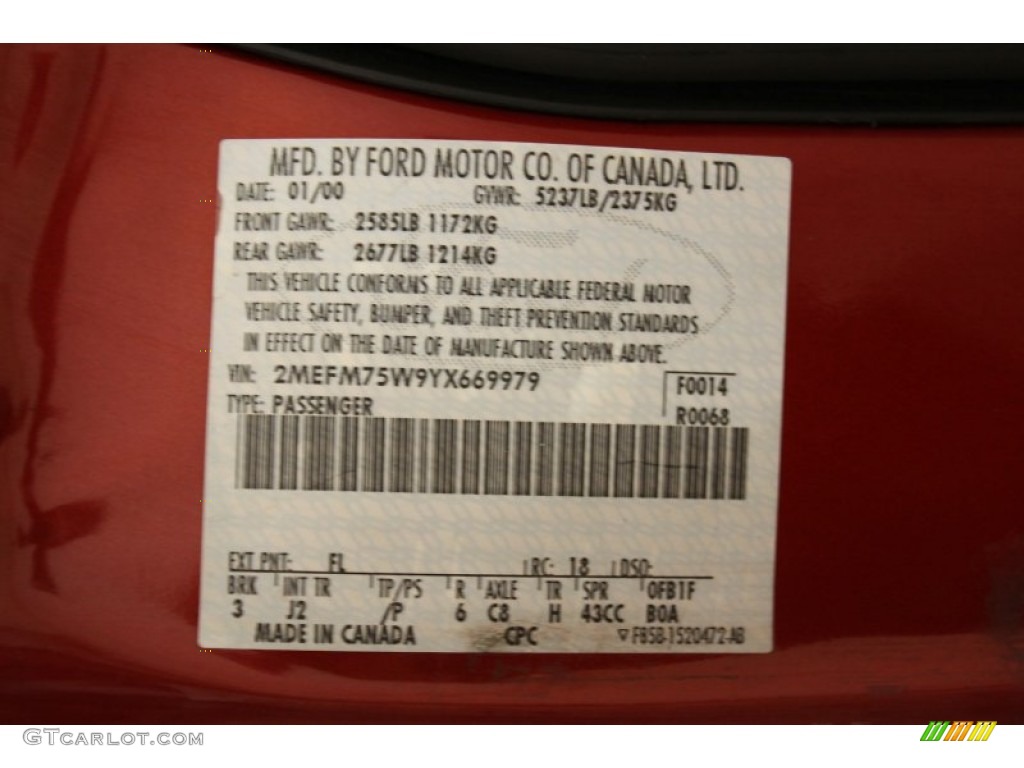 MFD. BY FORD MOTOR CO. OF CANADA, LTD.
DATE: 01/00 GVWR: 5237LB/2375KG
FRONT GAWR: 2585LB 1172KG
REAR GAWR: 2677LB 1214KG
THIS VEHICLE CONFORMS TO ALL APPLICABLE FEDERAL MOTOR
VEHICLE SAFETY, BUMPER, AND THEFT PREVENTION STANDARDS
IN EFFECT ON THE DATE OF MANUFACTURE SHOWN ABOVE.
VIN: 2MEFM75W9YX669979 F0014
TYPE: PASSENGER R0068
EXT PNT: FL RC: 18 DSO:
BRK INT TR TP/PS R AXLE TR SPR OFB1F
3 J2 /P 6 C8 H 43CC B0A
MADE IN CANADA CPC ▽ F85B-1520472-AB
GTCARLOT.COM